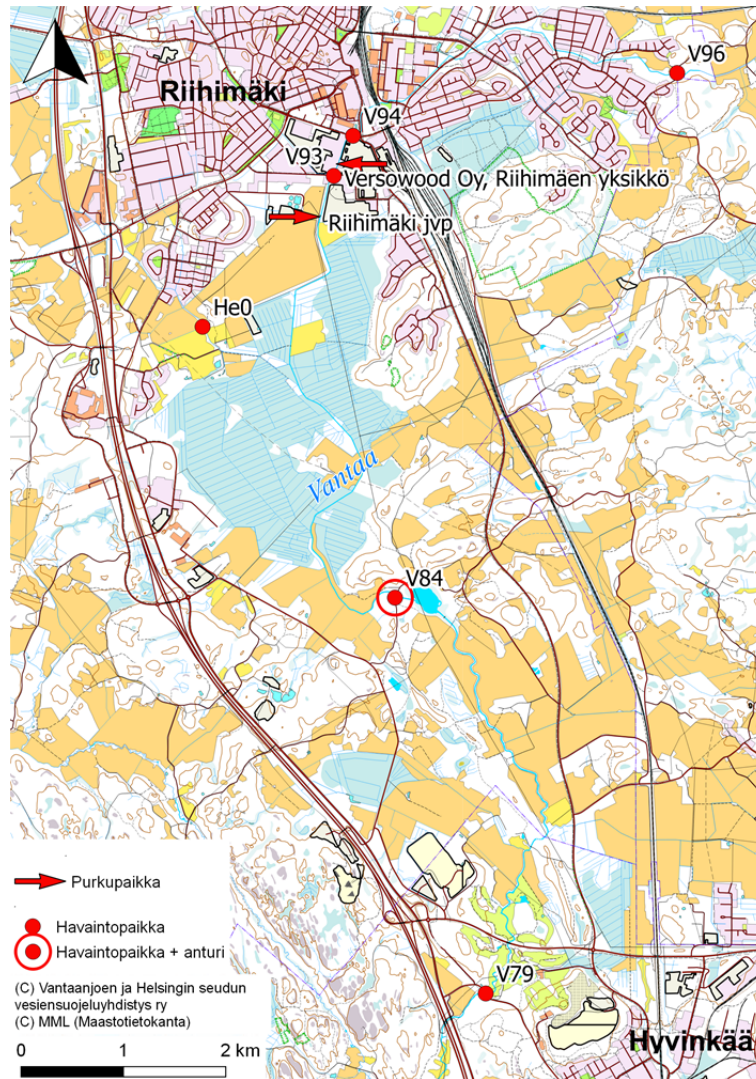 V96
Riihimäki
V94
V93
Versowood Oy, Riihimäen yksikkö
Riihimäki jvp
He0
Vantaa
V84
V79
Hyvinkää
Purkupaikka
Havaintopaikka
Havaintopaikka + anturi
(C) Vantaanjoen ja Helsingin seudun
vesiensuojeluyhdistys ry
(C) MML (Maastotietokanta)
0 1 2 km